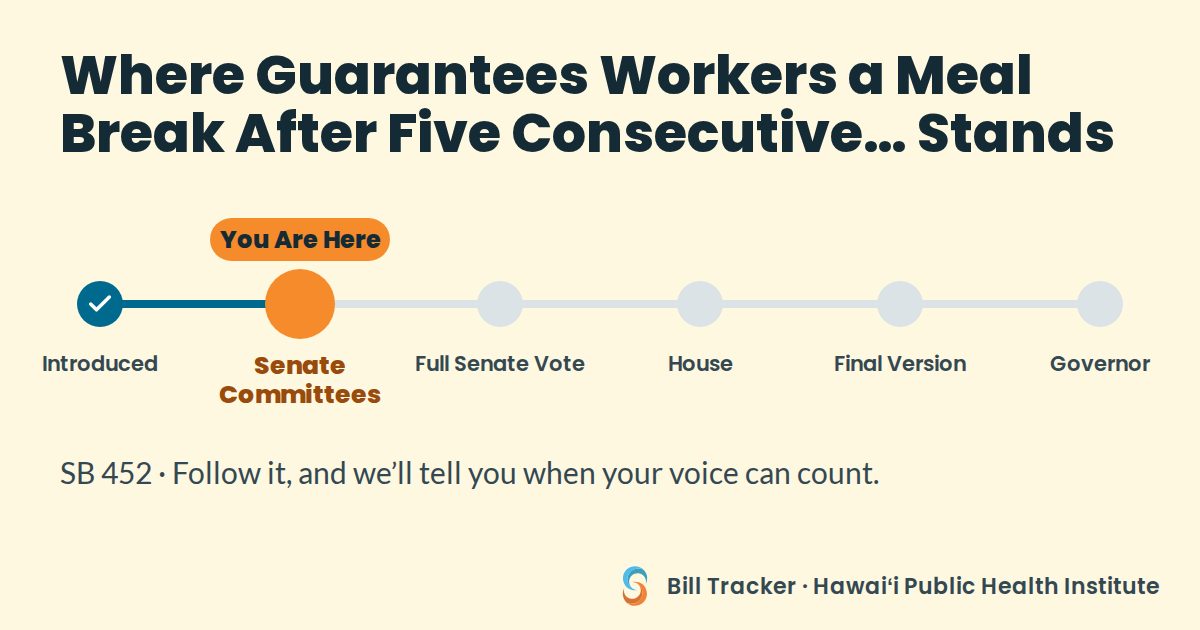 Where Guarantees Workers a Meal
Break After Five Consecutive... Stands
You Are Here
Introduced
Senate
Committees
Full Senate Vote
House
Final Version
Governor
SB 452 · Follow it, and we’ll tell you when your voice can count.
Bill Tracker · Hawaiʻi Public Health Institute